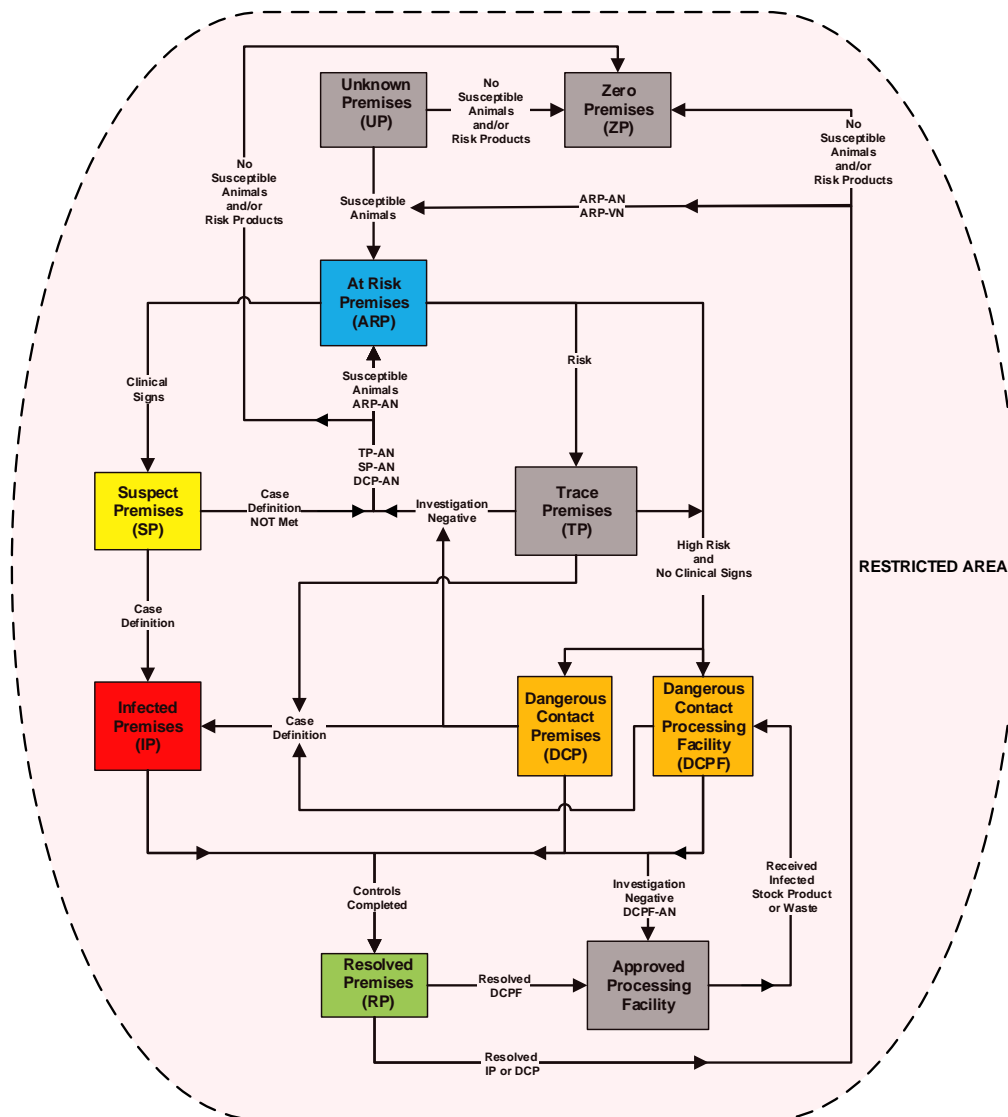 Unknown
Premises
(UP)
No
Susceptible
Animals
and/or
Risk Products
Zero
Premises
(ZP)
No
Susceptible
Animals
and/or
Risk Products
No
Susceptible
Animals
and/or
Risk Products
Susceptible
Animals
ARP-AN
ARP-VN
At Risk
Premises
(ARP)
Clinical
Signs
Susceptible
Animals
ARP-AN
Risk
TP-AN
SP-AN
DCP-AN
Suspect
Premises
(SP)
Case
Definition
NOT Met
Investigation
Negative
Trace
Premises
(TP)
High Risk
and
No Clinical Signs
RESTRICTED AREA
Case
Definition
Infected
Premises
(IP)
Case
Definition
Dangerous
Contact
Premises
(DCP)
Dangerous
Contact
Processing
Facility
(DCPF)
Controls
Completed
Investigation
Negative
DCPF-AN
Received
Infected
Stock Product
or Waste
Resolved
Premises
(RP)
Resolved
DCPF
Approved
Processing
Facility
Resolved
IP or DCP